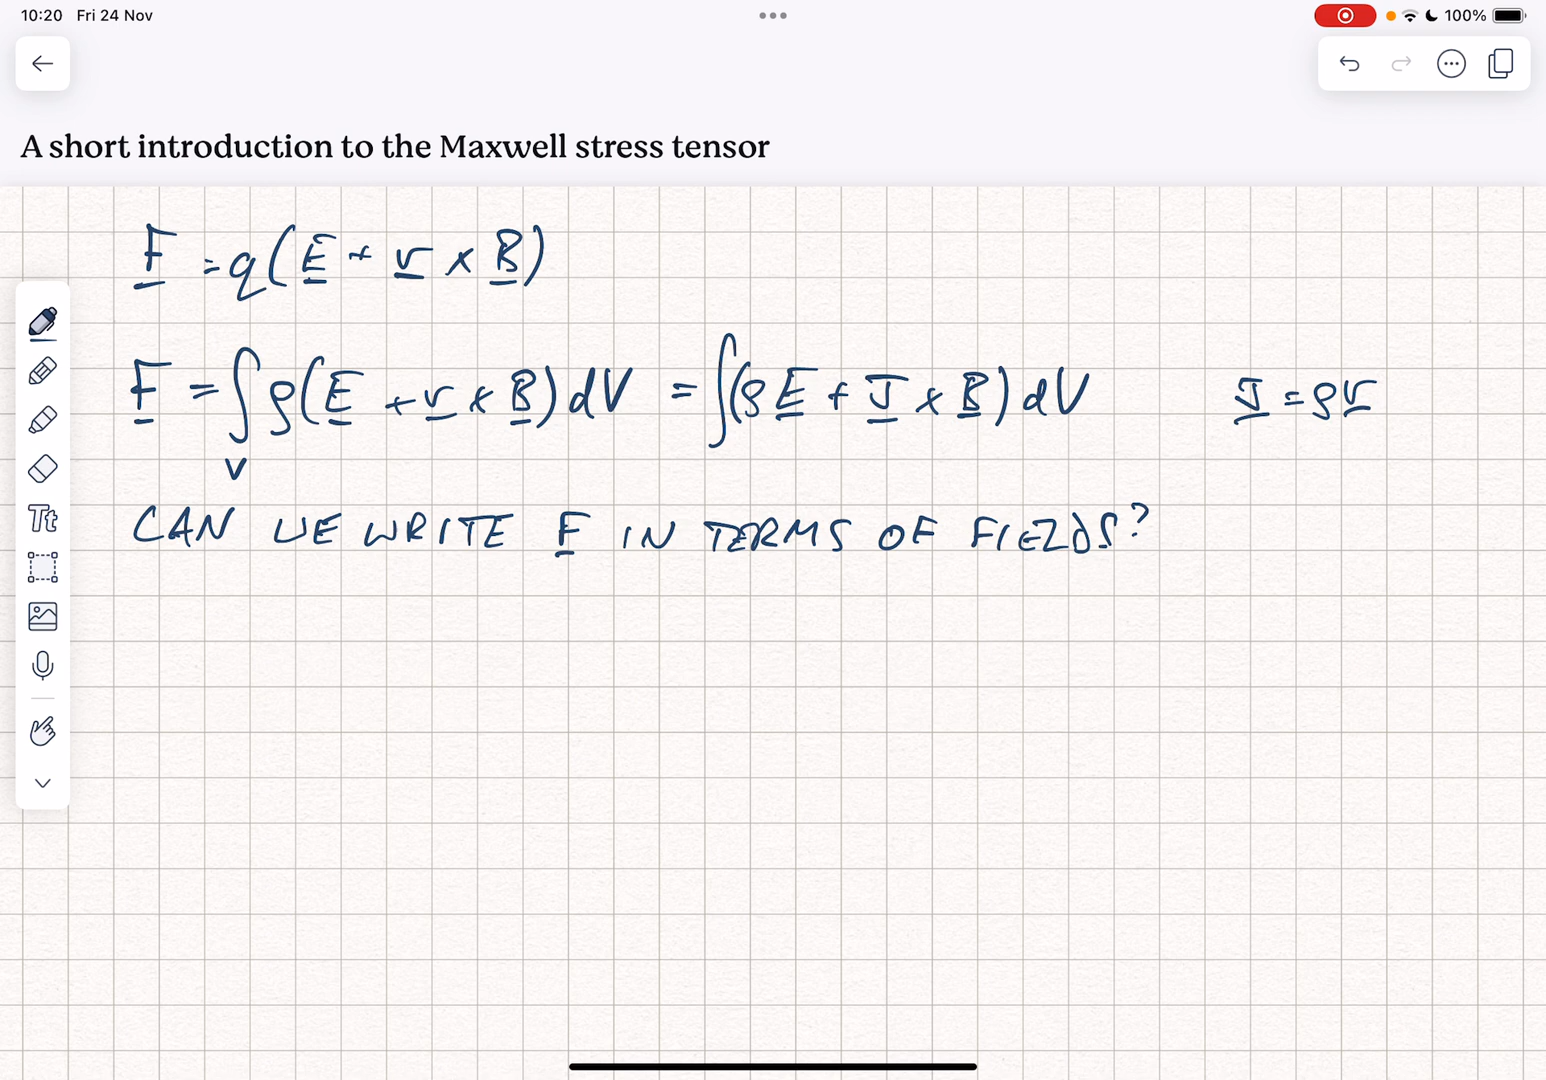 10:20 Fri 24 Nov 100%
A short introduction to the Maxwell stress tensor
F = q(E + v × B)
F = ∫ ρ(E + v × B) dV = ∫(ρE + J × B) dV J = ρv
V
CAN WE WRITE F IN TERMS OF FIELDS?
Tt